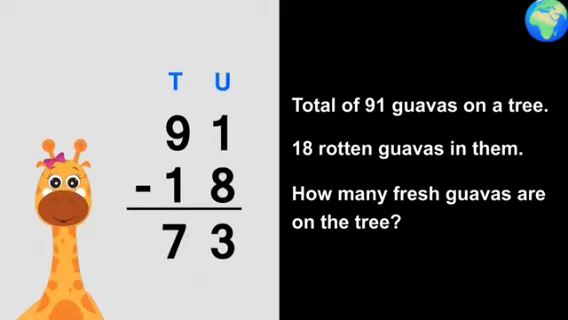 T U
9 1
- 1 8
7 3
Total of 91 guavas on a tree.
18 rotten guavas in them.
How many fresh guavas are
on the tree?